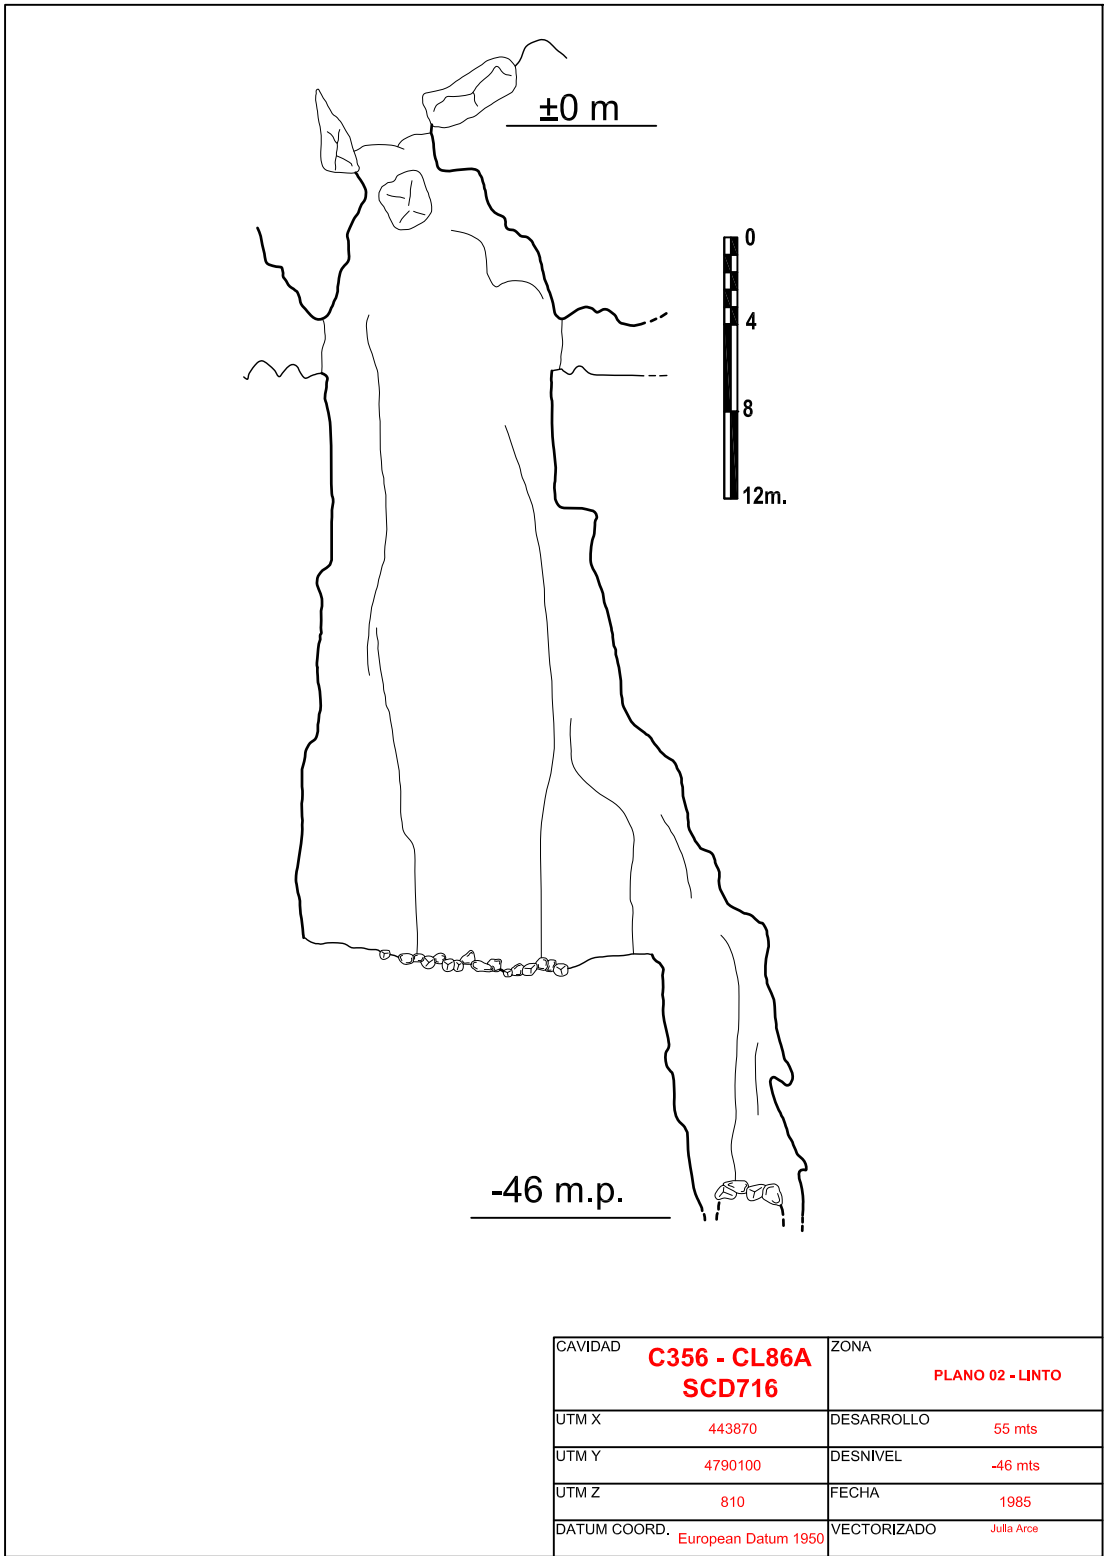 ±0 m
0
4
8
12m.
-46 m.p.
CAVIDAD
C356 - CL86A
SCD716
ZONA
PLANO 02 - LINTO
UTM X
443870
DESARROLLO
55 mts
UTM Y
4790100
DESNIVEL
-46 mts
UTM Z
810
FECHA
1985
DATUM COORD.
European Datum 1950
VECTORIZADO
Julla Arce